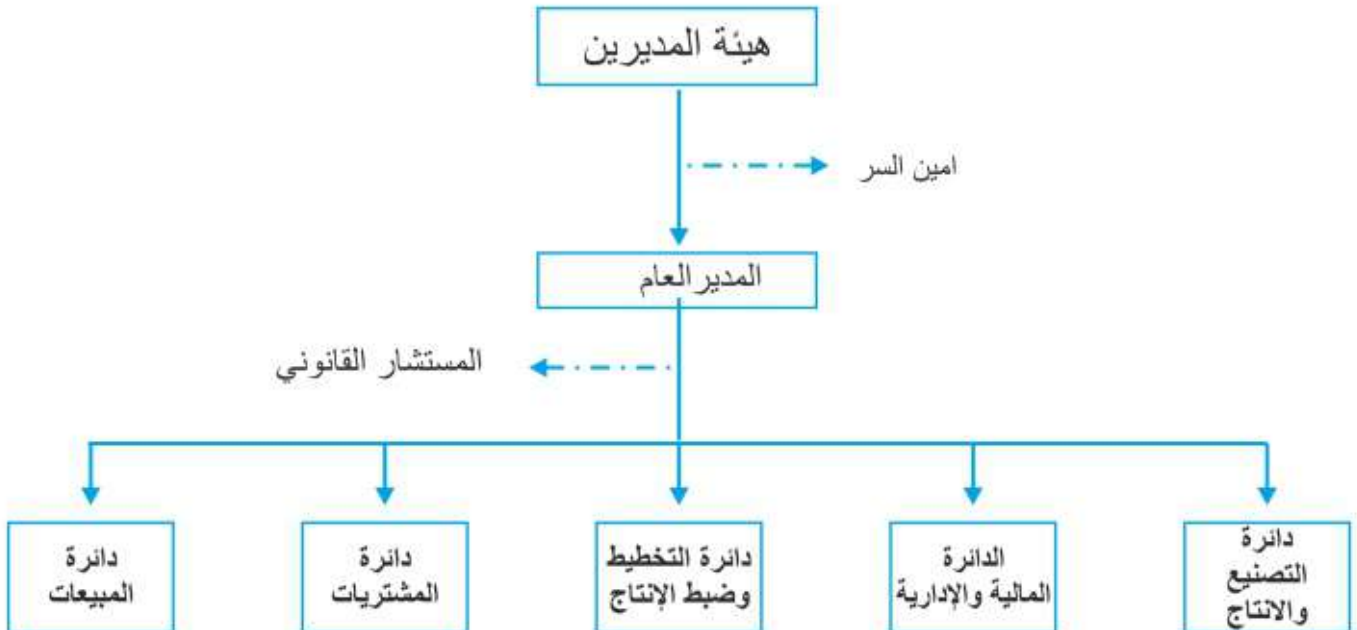 هيئة المديرين
امين السر
المدير العام
المستشار القانوني
دائرة
التصنيع
والانتاج
الدائرة
المالية والإدارية
دائرة التخطيط
وضبط الإنتاج
دائرة
المشتريات
دائرة
المبيعات